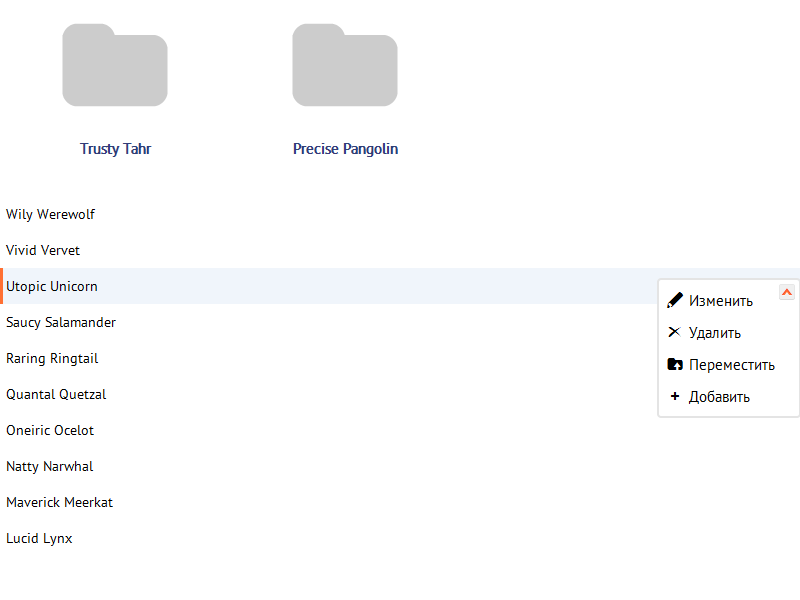 Trusty Tahr
Precise Pangolin
Wily Werewolf
Vivid Vervet
Utopic Unicorn
Saucy Salamander
Raring Ringtail
Quantal Quetzal
Oneiric Ocelot
Natty Narwhal
Maverick Meerkat
Lucid Lynx
Изменить
Удалить
Переместить
Добавить